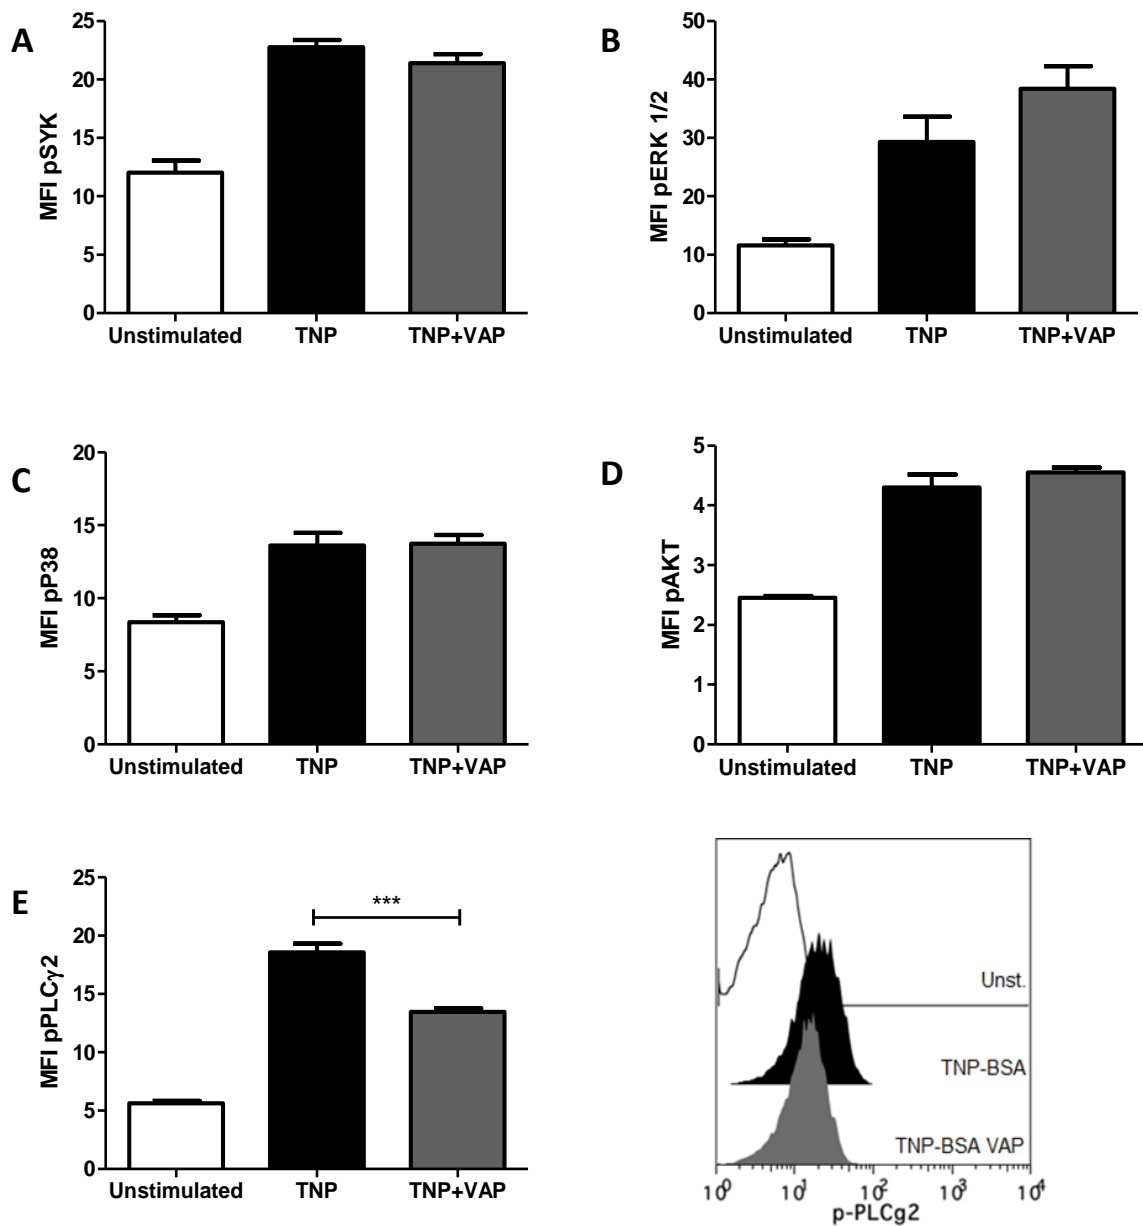 A
MFI pSYK
25
20
15
10
5
0
Unstimulated TNP TNP+VAP
B
MFI pERK 1/2
50
40
30
20
10
0
Unstimulated TNP TNP+VAP
C
MFI pP38
20
15
10
5
0
Unstimulated TNP TNP+VAP
D
MFI pAKT
5
4
3
2
1
0
Unstimulated TNP TNP+VAP
E
MFI pPLCγ2
25
20
15
10
5
0
***
Unstimulated TNP TNP+VAP
Unst.
TNP-BSA
TNP-BSA VAP
10⁰ 10¹ 10² 10³ 10⁴
p-PLCg2